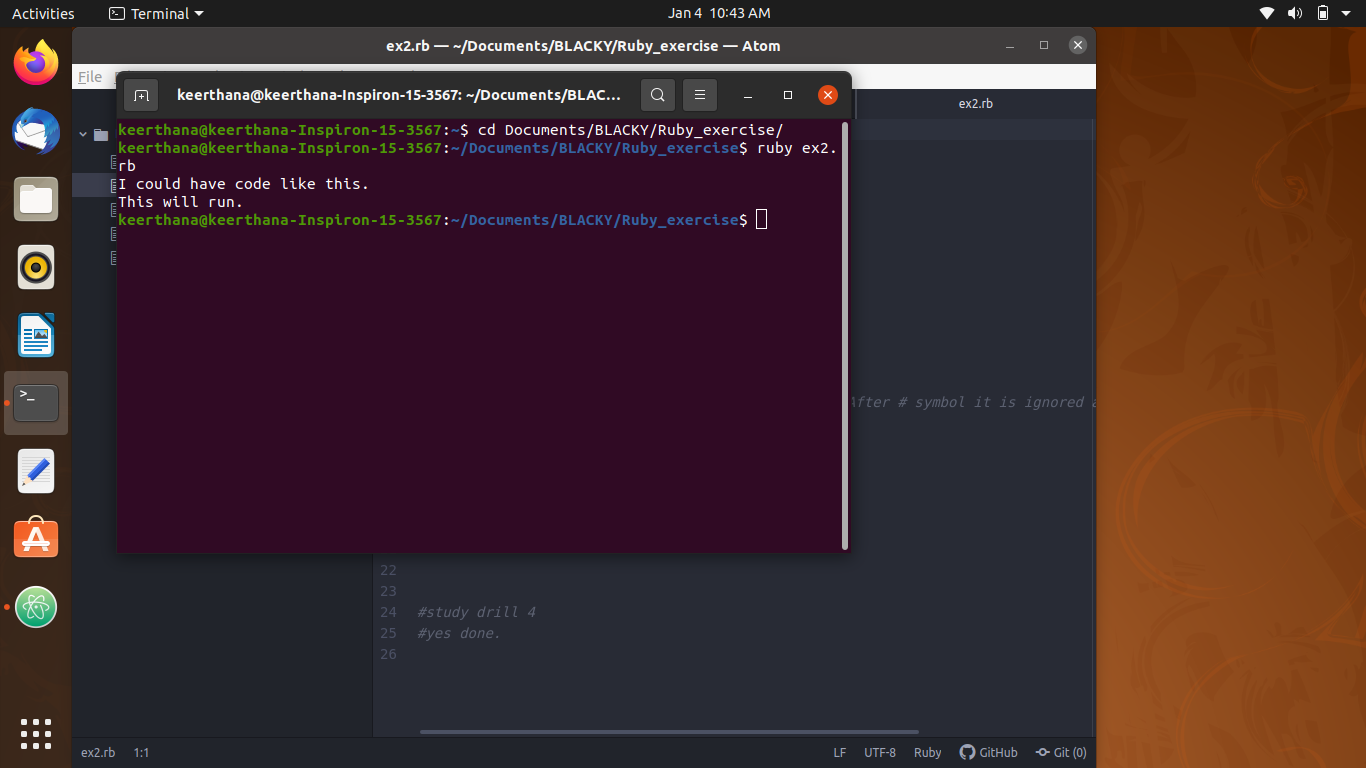 Activities
Terminal
Jan 4 10:43 AM
ex2.rb — ~/Documents/BLACKY/Ruby_exercise — Atom
File
keerthana@keerthana-Inspiron-15-3567: ~/Documents/BLAC...
ex2.rb
keerthana@keerthana-Inspiron-15-3567:~$ cd Documents/BLACKY/Ruby_exercise/
keerthana@keerthana-Inspiron-15-3567:~/Documents/BLACKY/Ruby_exercise$ ruby ex2.
rb
I could have code like this.
This will run.
keerthana@keerthana-Inspiron-15-3567:~/Documents/BLACKY/Ruby_exercise$
After # symbol it is ignored a
22
23
24 #study drill 4
25 #yes done.
26
ex2.rb 1:1 LF UTF-8 Ruby GitHub Git (0)